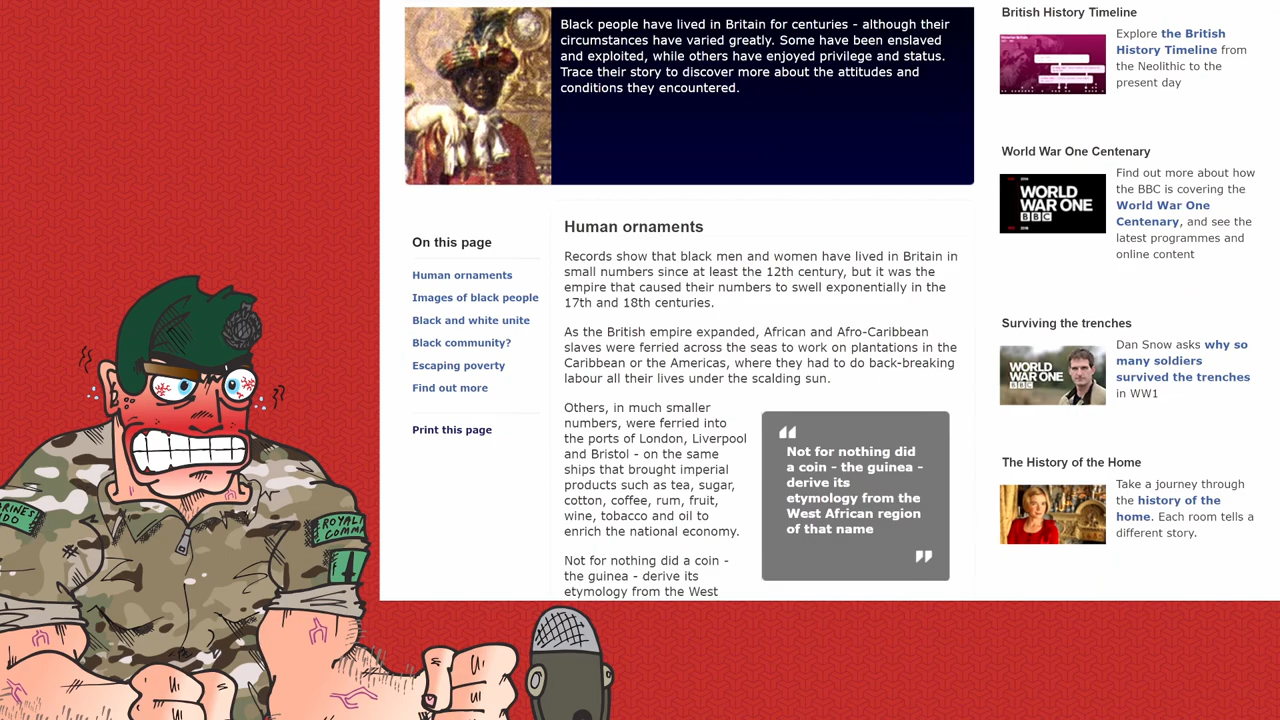 Black people have lived in Britain for centuries - although their
circumstances have varied greatly. Some have been enslaved
and exploited, while others have enjoyed privilege and status.
Trace their story to discover more about the attitudes and
conditions they encountered.
On this page
Human ornaments
Images of black people
Black and white unite
Black community?
Escaping poverty
Find out more
Print this page
Human ornaments
Records show that black men and women have lived in Britain in
small numbers since at least the 12th century, but it was the
empire that caused their numbers to swell exponentially in the
17th and 18th centuries.
As the British empire expanded, African and Afro-Caribbean
slaves were ferried across the seas to work on plantations in the
Caribbean or the Americas, where they had to do back-breaking
labour all their lives under the scalding sun.
Others, in much smaller
numbers, were ferried into
the ports of London, Liverpool
and Bristol - on the same
ships that brought imperial
products such as tea, sugar,
cotton, coffee, rum, fruit,
wine, tobacco and oil to
enrich the national economy.
Not for nothing did a coin -
the guinea - derive its
etymology from the West
Not for nothing did
a coin - the guinea -
derive its
etymology from the
West African region
of that name
British History Timeline
Explore the British
History Timeline from
the Neolithic to the
present day
World War One Centenary
WORLD
WAR ONE
BBC
Find out more about how
the BBC is covering the
World War One
Centenary, and see the
latest programmes and
online content
Surviving the trenches
WORLD
WAR ONE
BBC
Dan Snow asks why so
many soldiers
survived the trenches
in WW1
The History of the Home
Take a journey through
the history of the
home. Each room tells a
different story.
ARINES
DO
ROYAL
COMMA